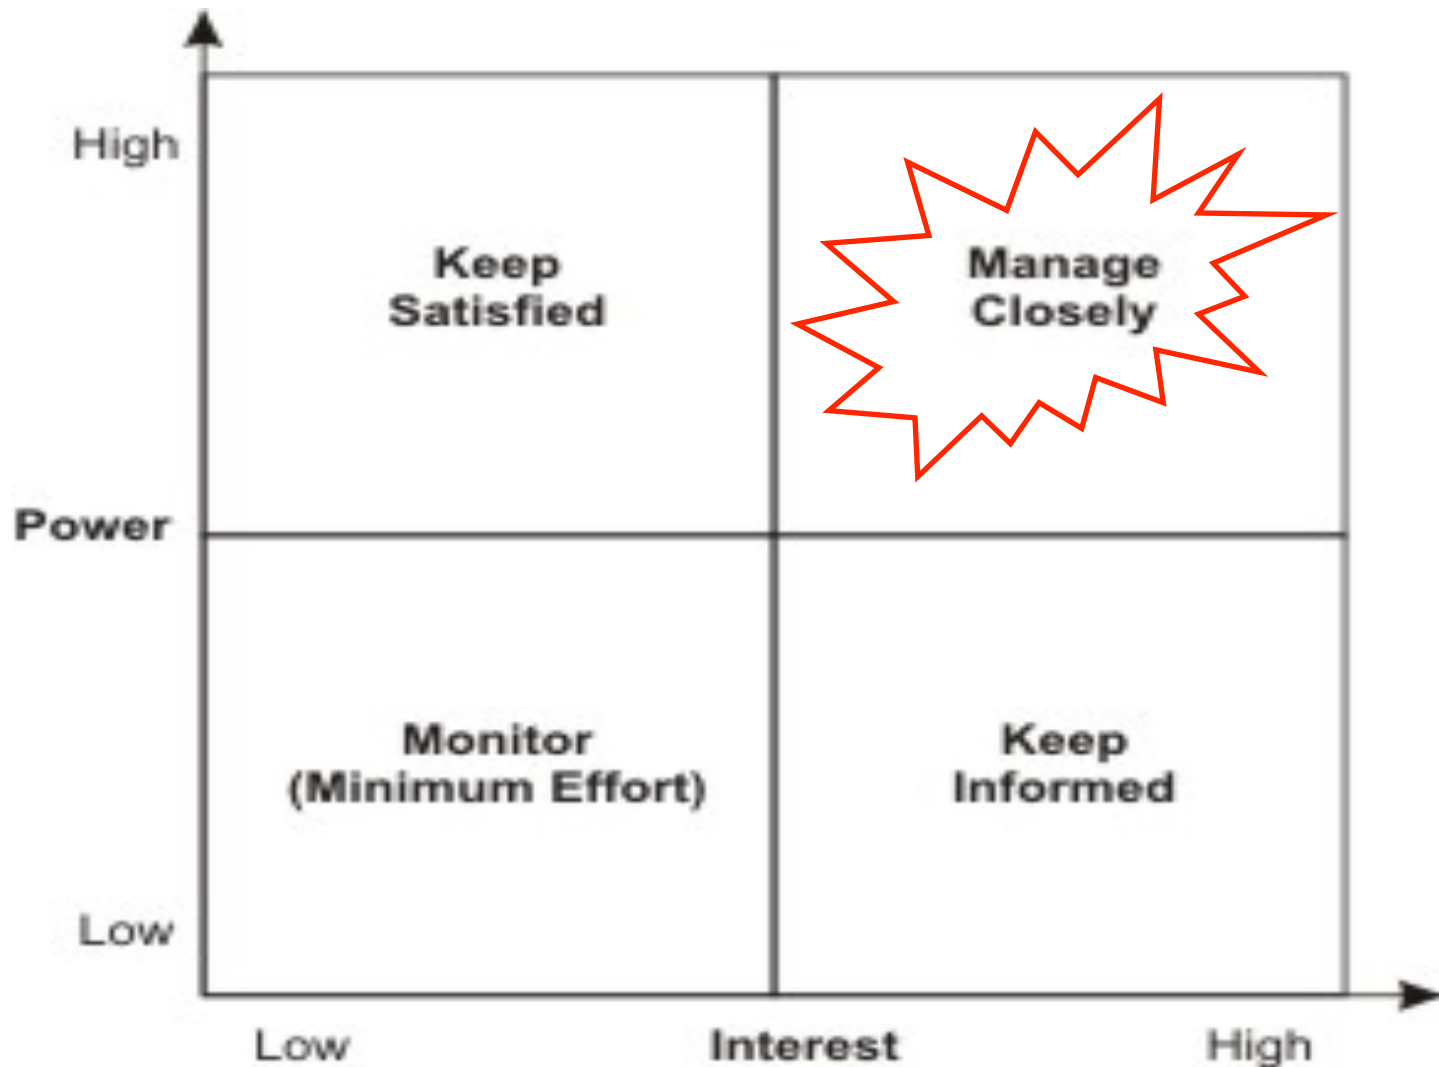 High
Keep
Satisfied
Manage
Closely
Power
Monitor
(Minimum Effort)
Keep
Informed
Low
Low
Interest
High